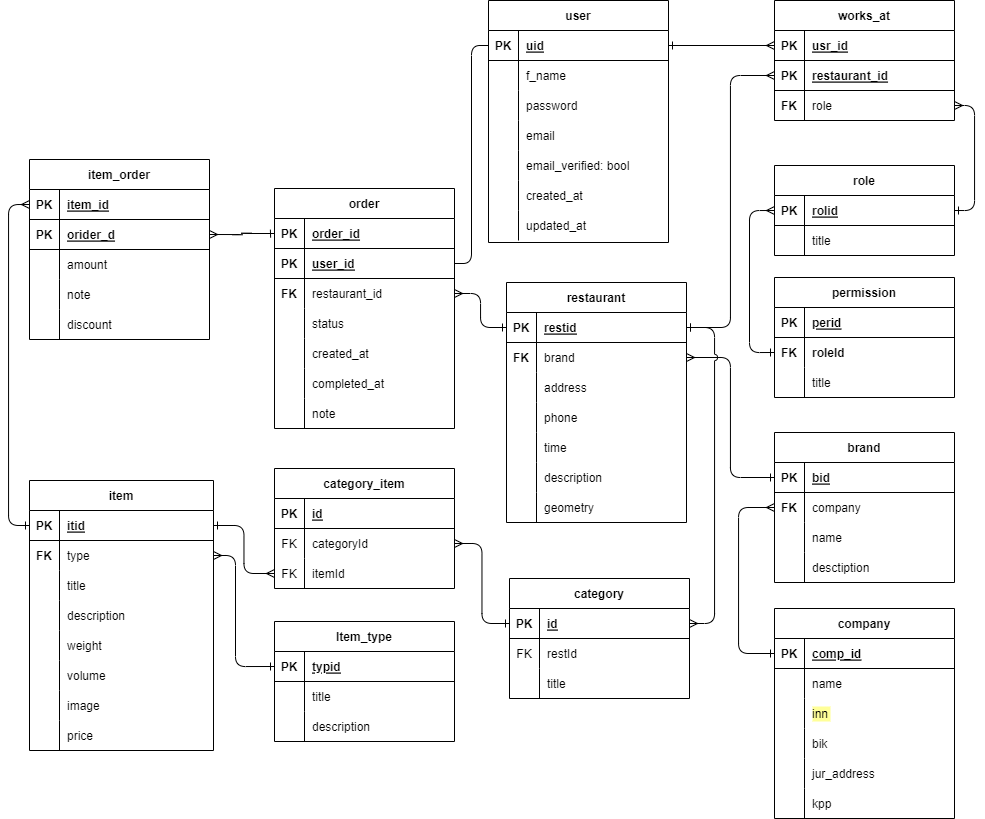 user
PK uid
f_name
password
email
email_verified: bool
created_at
updated_at
works_at
PK usr_id
PK restaurant_id
FK role
item_order
PK item_id
PK orider_d
amount
note
discount
order
PK order_id
PK user_id
FK restaurant_id
status
created_at
completed_at
note
role
PK rolid
title
restaurant
PK restid
FK brand
address
phone
time
description
geometry
permission
PK perid
FK roleId
title
brand
PK bid
FK company
name
desctiption
item
PK itid
FK type
title
description
weight
volume
image
price
category_item
PK id
FK categoryId
FK itemId
category
PK id
FK restId
title
Item_type
PK typid
title
description
company
PK comp_id
name
inn
bik
jur_address
kpp